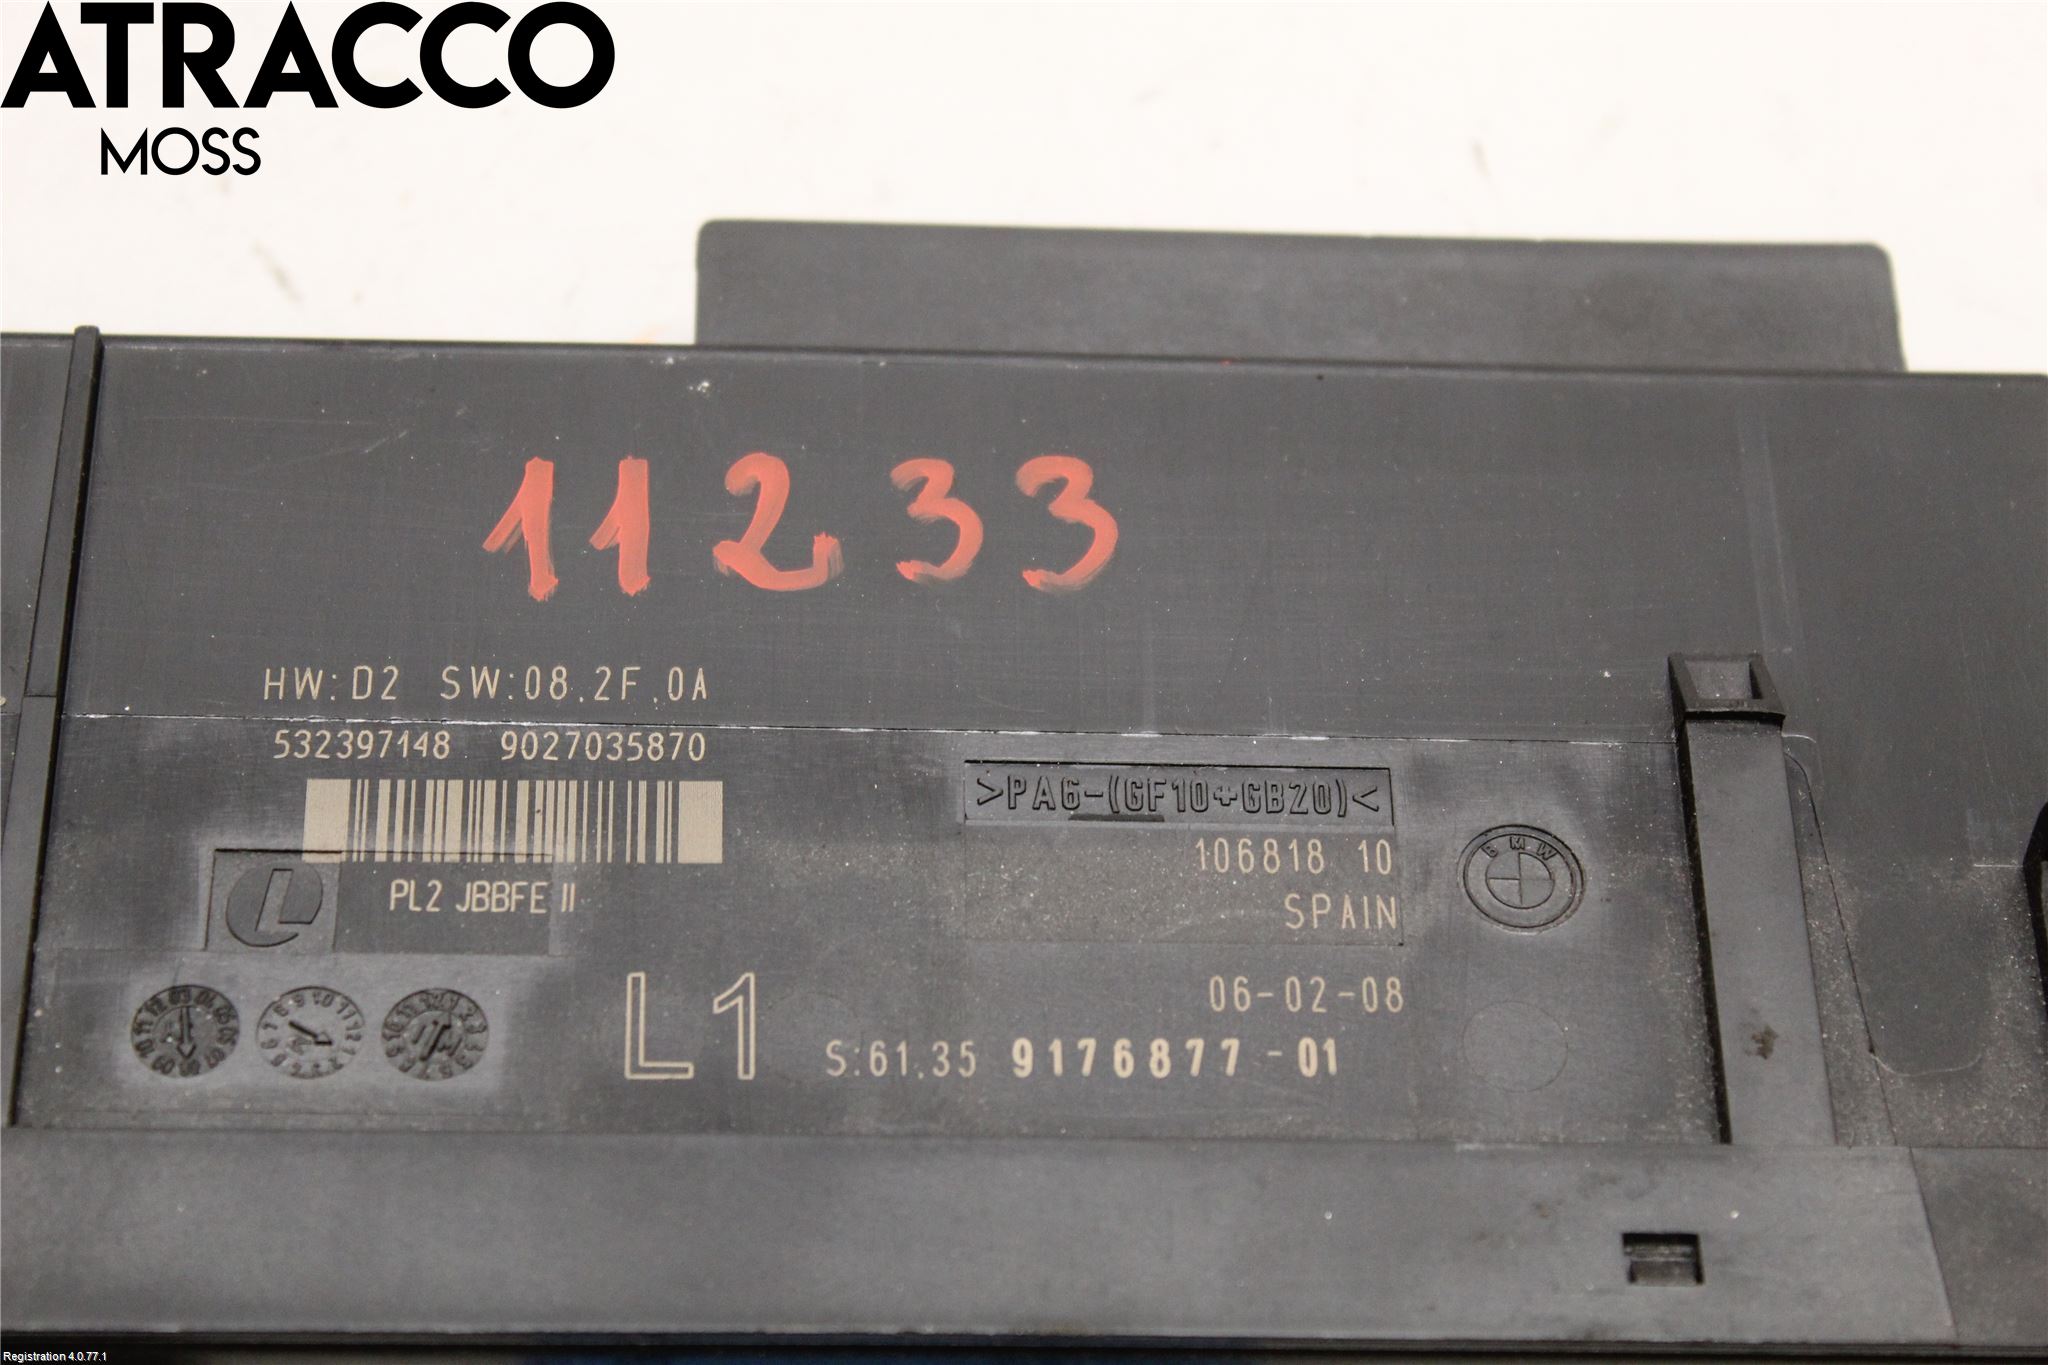 ATRACCO
MOSS
11233
HW:D2 SW:08.2F.0A
532397148 9027035870
>PA6-(GF10+GB20)<
106818 10
SPAIN
BMW
L
PL2 JBBFE II
L1
06-02-08
S:61.35 9176877-01
Registration 4.0.77.1